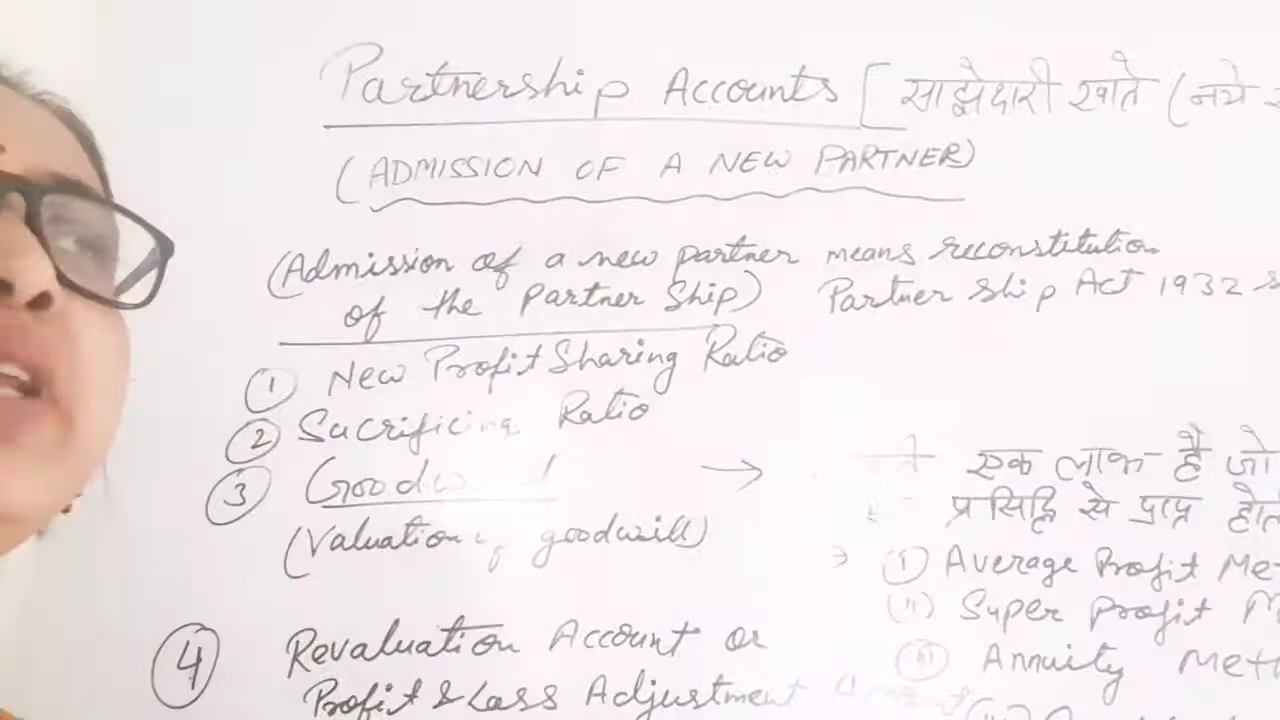 Partnership Accounts [साझेदारी खाते (नये
(ADMISSION OF A NEW PARTNER)
(Admission of a new partner means reconstitution
of the Partner Ship) Partner Ship Act 1932
① New Profit Sharing Ratio
② Sacrificing Ratio
③ Goodwill →
एक लाभ है जो
(Valuation of goodwill)
प्रसिद्धि से प्राप्त
(I) Average Profit
(II) Super Profit
(III) Annuity
④ Revaluation Account or
Profit & Loss Adjustment